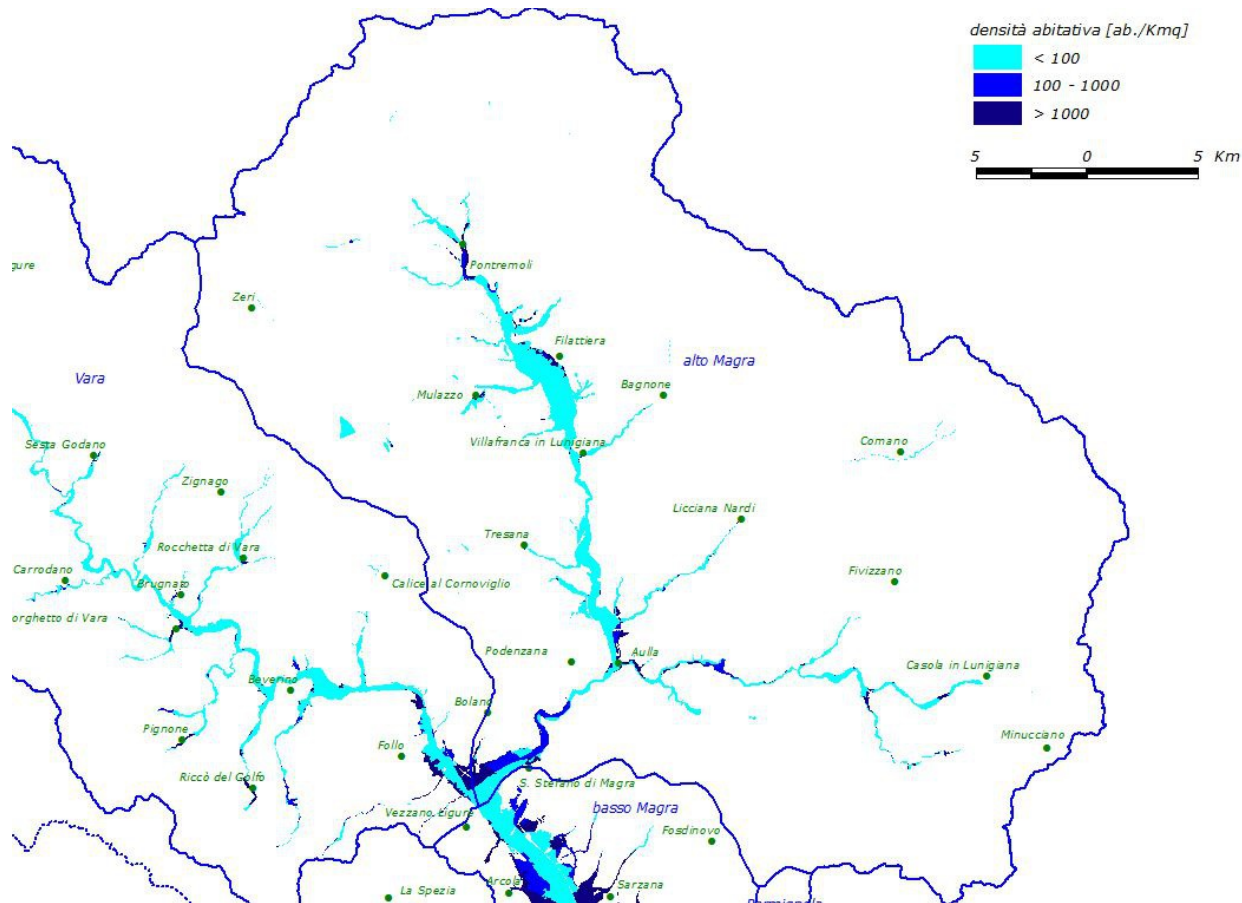 densità abitativa [ab./Kmq]
< 100
100 - 1000
> 1000
5 0 5 Km
gure
Pontremoli
Zeri
Filattiera
alto Magra
Vara
Bagnone
Mulazzo
Villafranca in Lunigiana
Comano
Sesta Godano
Zignago
Licciana Nardi
Tresana
Rocchetta di Vara
Carrodano
Brugnato
Calice al Cornoviglio
Fivizzano
orghetto di Vara
Podenzana
Aulla
Casola in Lunigiana
Beverino
Bolano
Pignone
Follo
Minucciano
Riccò del Golfo
S. Stefano di Magra
basso Magra
Vezzano Ligure
Fosdinovo
La Spezia
Arcola
Sarzana